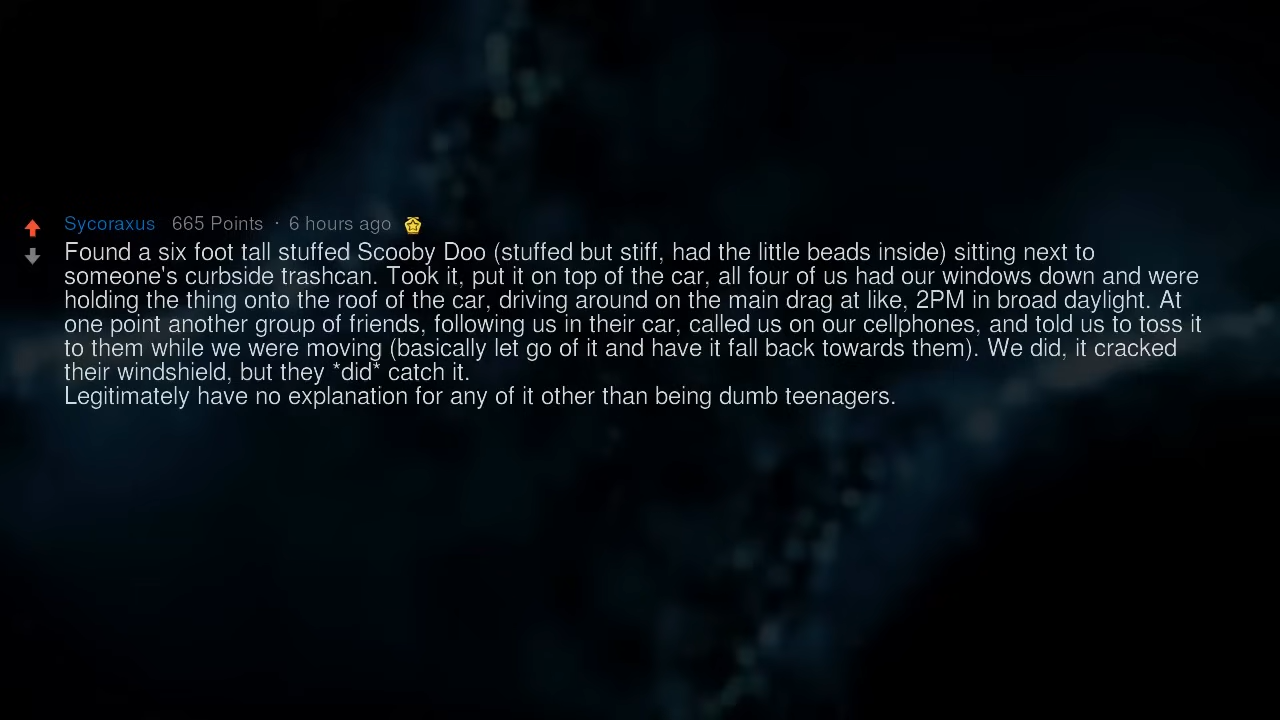 Sycoraxus 665 Points · 6 hours ago
Found a six foot tall stuffed Scooby Doo (stuffed but stiff, had the little beads inside) sitting next to
someone's curbside trashcan. Took it, put it on top of the car, all four of us had our windows down and were
holding the thing onto the roof of the car, driving around on the main drag at like, 2PM in broad daylight. At
one point another group of friends, following us in their car, called us on our cellphones, and told us to toss it
to them while we were moving (basically let go of it and have it fall back towards them). We did, it cracked
their windshield, but they *did* catch it.
Legitimately have no explanation for any of it other than being dumb teenagers.